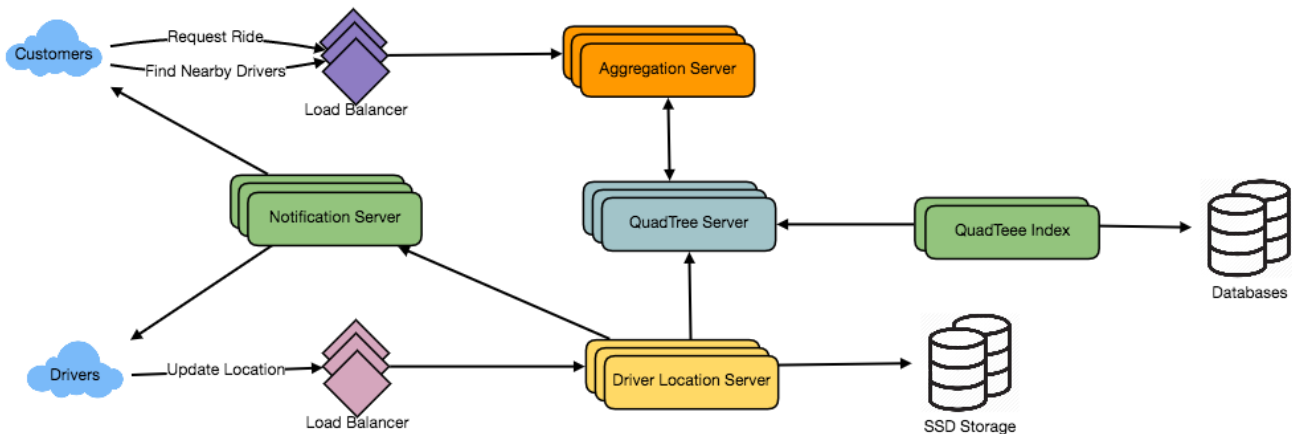 Customers
Request Ride
Find Nearby Drivers
Load Balancer
Aggregation Server
Notification Server
QuadTree Server
QuadTeee Index
Databases
Drivers
Update Location
Load Balancer
Driver Location Server
SSD Storage